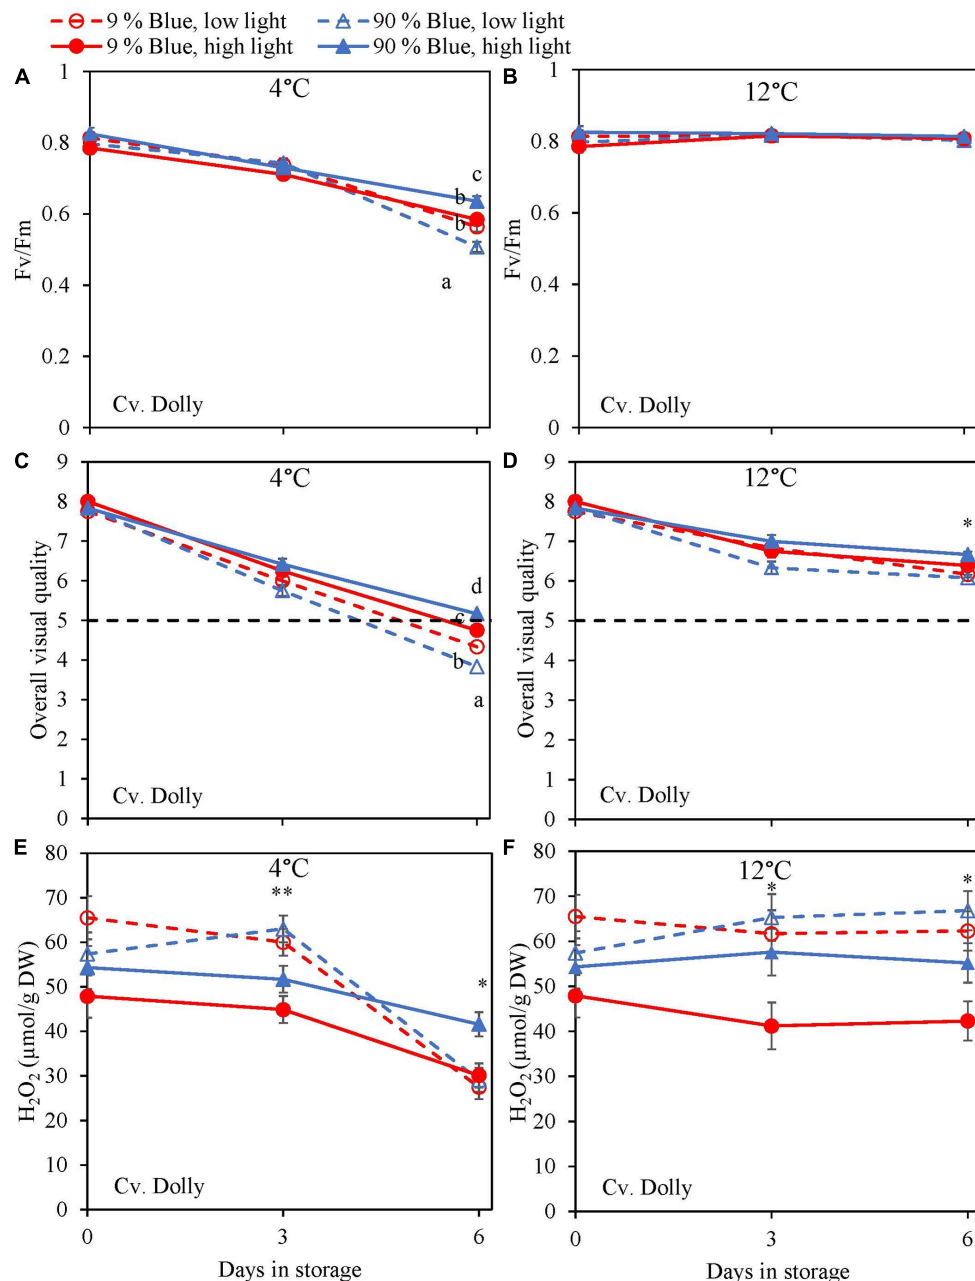 9 % Blue, low light
90 % Blue, low light
9 % Blue, high light
90 % Blue, high light
A
4°C
1
0.8
0.6
0.4
0.2
0
Fv/Fm
c
b
b
a
Cv. Dolly
B
12°C
1
0.8
0.6
0.4
0.2
0
Fv/Fm
Cv. Dolly
C
4°C
9
8
7
6
5
4
3
2
1
0
Overall visual quality
d
c
b
a
Cv. Dolly
D
12°C
9
8
7
6
5
4
3
2
1
0
Overall visual quality
*
Cv. Dolly
E
4°C
80
70
60
50
40
30
20
10
0
H₂O₂ (µmol/g DW)
**
*
Cv. Dolly
0
3
6
Days in storage
F
12°C
80
70
60
50
40
30
20
10
0
H₂O₂ (µmol/g DW)
*
*
Cv. Dolly
0
3
6
Days in storage